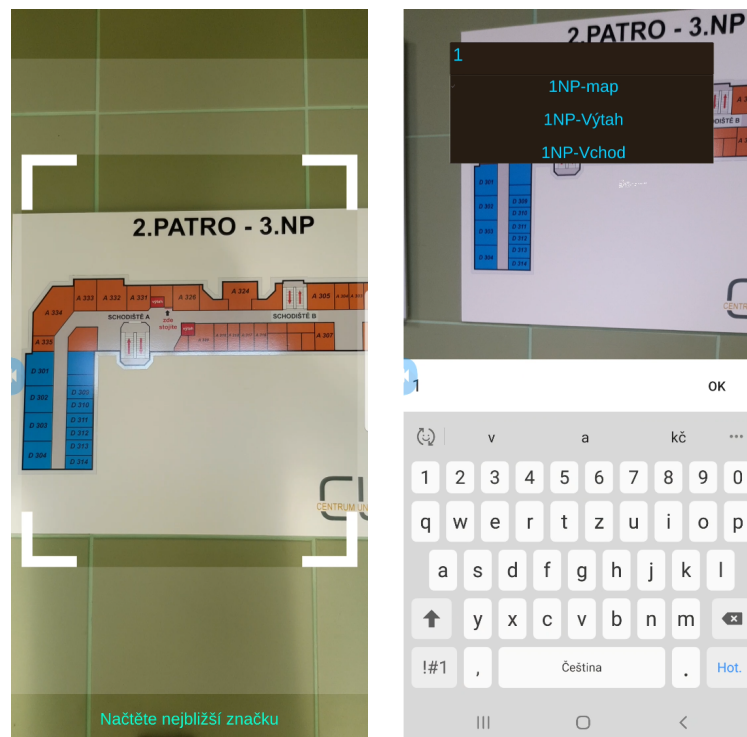 2.PATRO - 3.NP
A 333
A 332
A 331
A 326
A 324
A 305
A 334
SCHODIŠTĚ A
zde
stojíte
SCHODIŠTĚ B
A 335
A 307
D 301
D 302
D 303
D 304
D 309
D 310
D 311
D 312
D 313
D 314
CENTRUM UN
Načtěte nejbližší značku
2.PATRO - 3.NP
1
1NP-map
1NP-Výtah
1NP-Vchod
D 301
D 302
D 303
D 304
D 309
D 310
D 311
D 312
D 313
D 314
CENTR
1
OK
v
a
kč
1 2 3 4 5 6 7 8 9 0
q w e r t z u i o p
a s d f g h j k l
y x c v b n m
!#1 , Čeština . Hot.